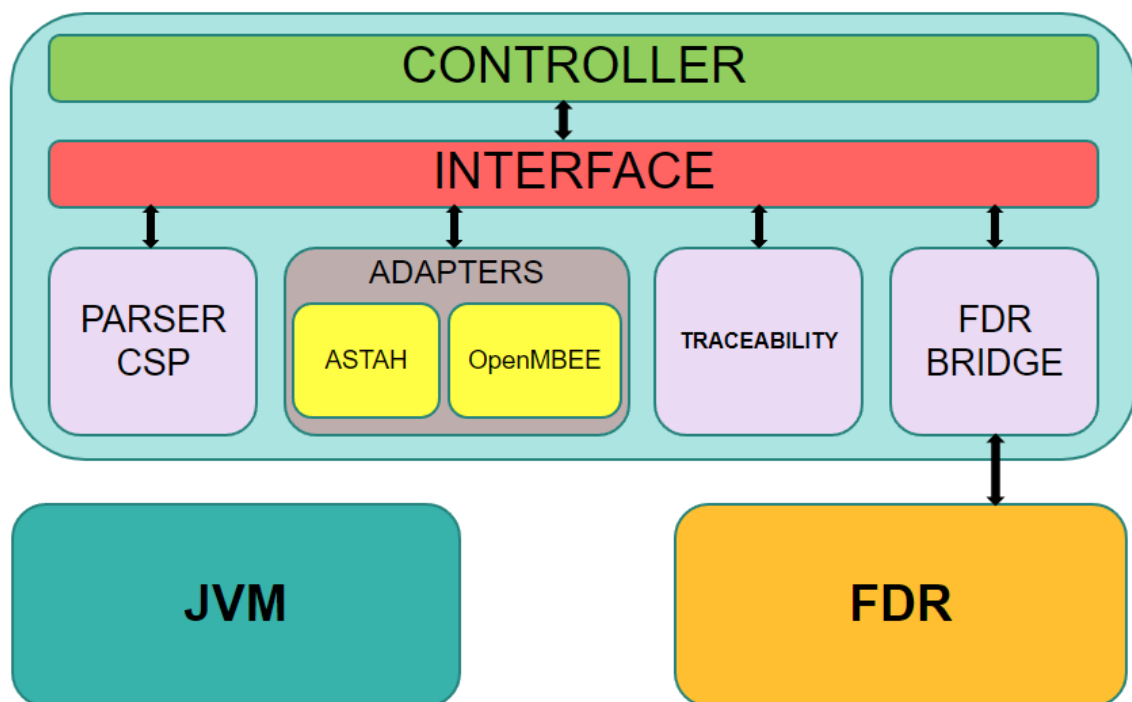 CONTROLLER
INTERFACE
PARSER
CSP
ADAPTERS
ASTAH
OpenMBEE
TRACEABILITY
FDR
BRIDGE
JVM
FDR